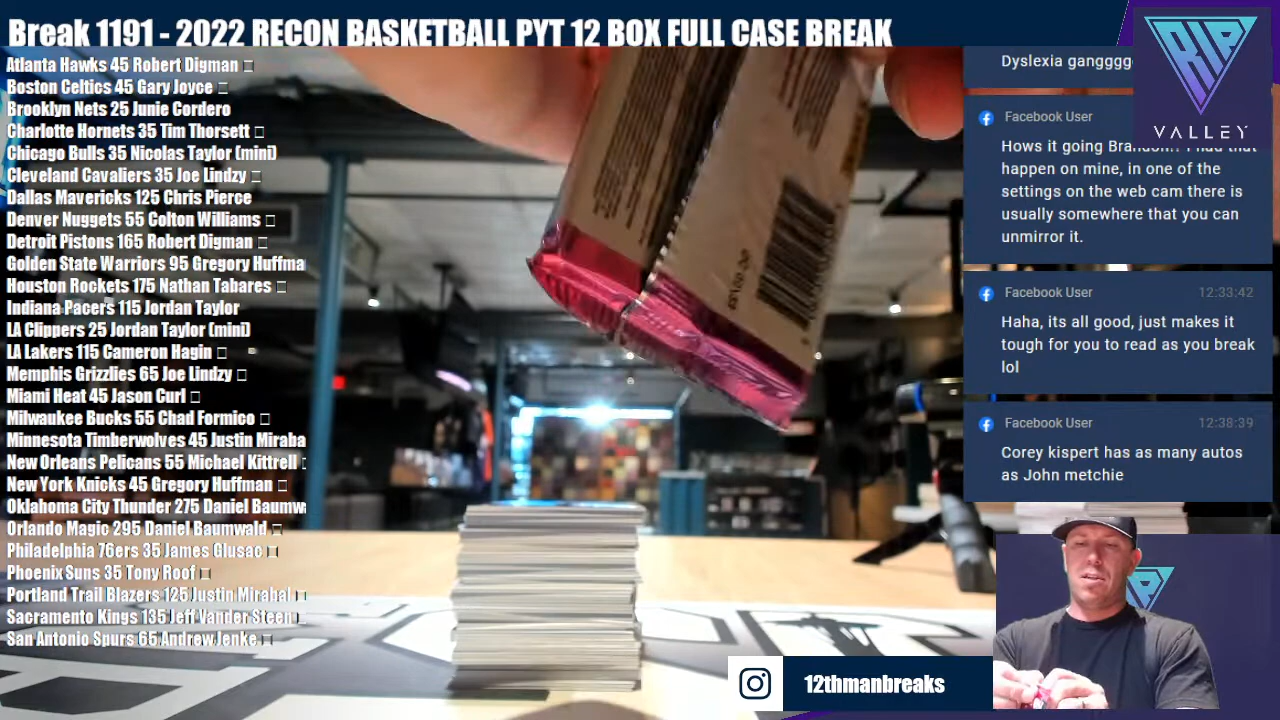 Break 1191 - 2022 RECON BASKETBALL PYT 12 BOX FULL CASE BREAK
Atlanta Hawks 45 Robert Digman
Boston Celtics 45 Gary Joyce
Brooklyn Nets 25 Junie Cordero
Charlotte Hornets 35 Tim Thorsett
Chicago Bulls 35 Nicolas Taylor (mini)
Cleveland Cavaliers 35 Joe Lindzy
Dallas Mavericks 125 Chris Pierce
Denver Nuggets 55 Colton Williams
Detroit Pistons 165 Robert Digman
Golden State Warriors 95 Gregory Huffma
Houston Rockets 175 Nathan Tabares
Indiana Pacers 115 Jordan Taylor
LA Clippers 25 Jordan Taylor (mini)
LA Lakers 115 Cameron Hagin
Memphis Grizzlies 65 Joe Lindzy
Miami Heat 45 Jason Curl
Milwaukee Bucks 55 Chad Formico
Minnesota Timberwolves 45 Justin Miraba
New Orleans Pelicans 55 Michael Kittrell
New York Knicks 45 Gregory Huffman
Oklahoma City Thunder 275 Daniel Baumw
Orlando Magic 295 Daniel Baumwald
Philadelphia 76ers 35 James Glusac
Phoenix Suns 35 Tony Roof
Portland Trail Blazers 125 Justin Mirabal
Sacramento Kings 135 Jeff Vander Steen
San Antonio Spurs 65 Andrew Jenke
Dyslexia gangggg
Facebook User
Hows it going Brandon!! I had that
happen on mine, in one of the
settings on the web cam there is
usually somewhere that you can
unmirror it.
Facebook User 12:33:42
Haha, its all good, just makes it
tough for you to read as you break
lol
Facebook User 12:38:39
Corey kispert has as many autos
as John metchie
RIP
VALLEY
12thmanbreaks